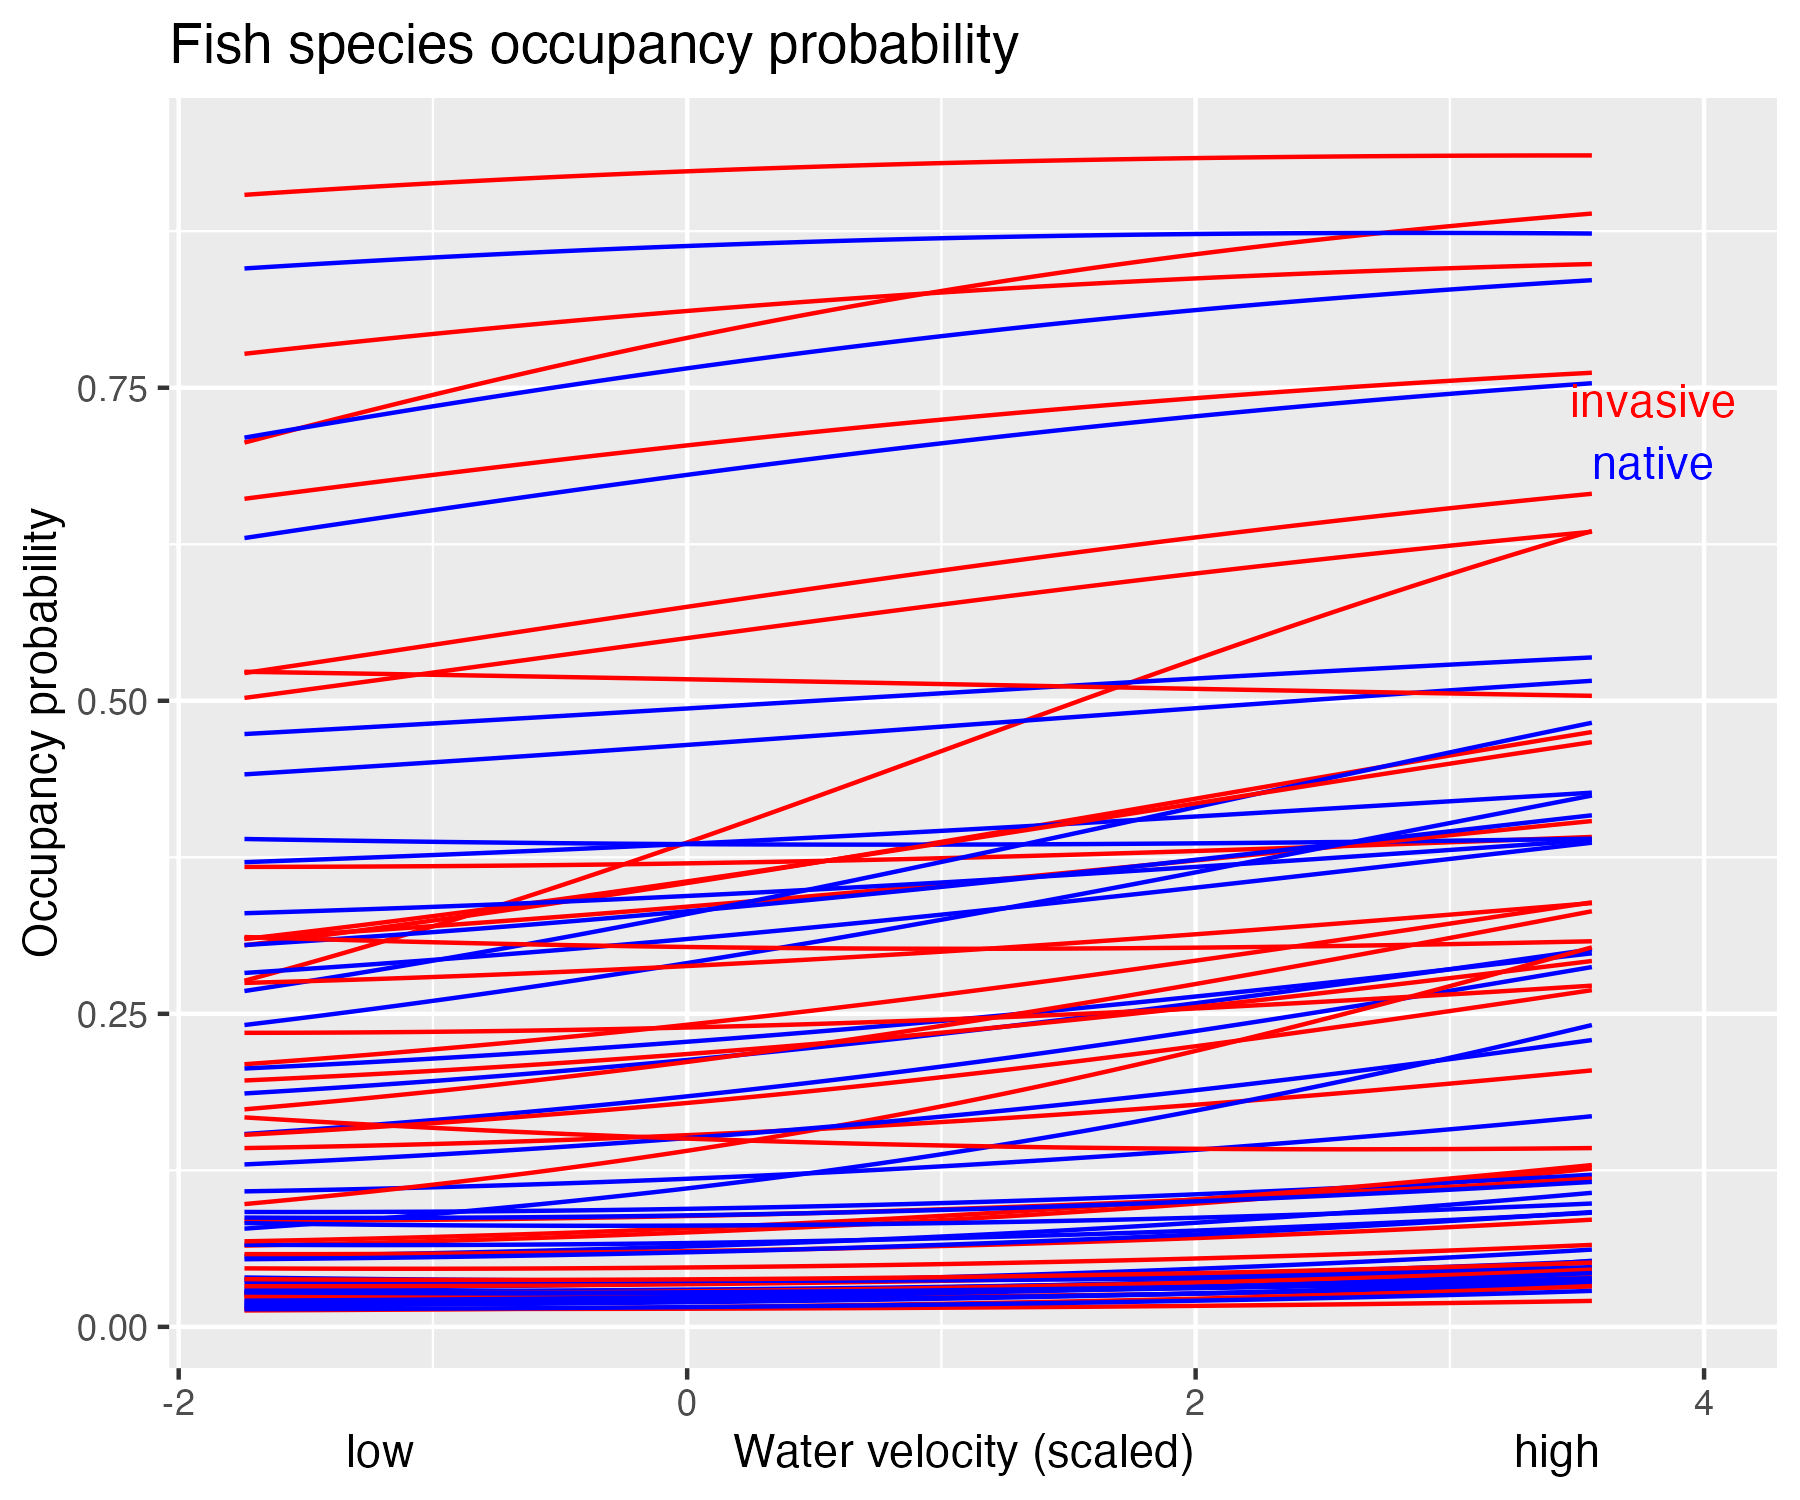 Fish species occupancy probability
Occupancy probability
0.75
0.50
0.25
0.00
invasive
native
-2 0 2 4
low Water velocity (scaled) high